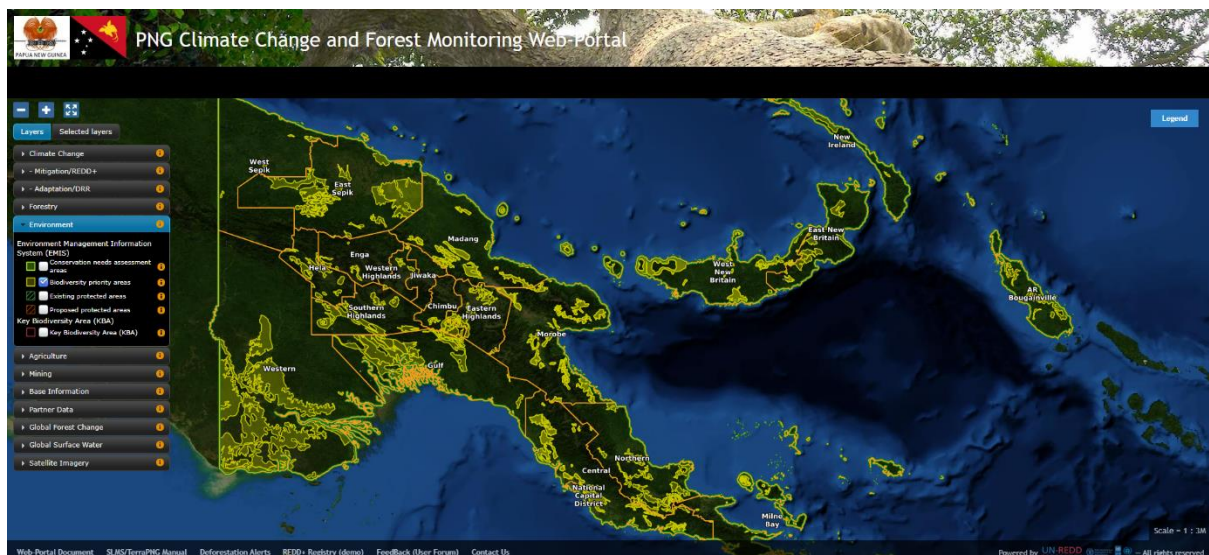 PAPUA NEW GUINEA
PNG Climate Change and Forest Monitoring Web-Portal
Layers
Selected layers
Legend
Climate Change
- Mitigation/REDD+
- Adaptation/DRR
Forestry
Environment
Environment Management Information
System (EMIS)
Conservation needs assessment
areas
Biodiversity priority areas
Existing protected areas
Proposed protected areas
Key Biodiversity Area (KBA)
Key Biodiversity Area (KBA)
Agriculture
Mining
Base Information
Partner Data
Global Forest Change
Global Surface Water
Satellite Imagery
West
Sepik
East
Sepik
Madang
Enga
Hela
Western
Highlands
Jiwaka
Southern
Highlands
Chimbu
Eastern
Highlands
Morobe
Western
Gulf
Northern
Central
National
Capital
District
Milne
Bay
New
Ireland
East New
Britain
West
New
Britain
AR
Bougainville
Scale = 1 : 3M
Web-Portal Document
SLMS/TerraPNG Manual
Deforestation Alerts
REDD+ Registry (demo)
FeedBack (User Forum)
Contact Us
Powered by UN-REDD
— All rights reserved